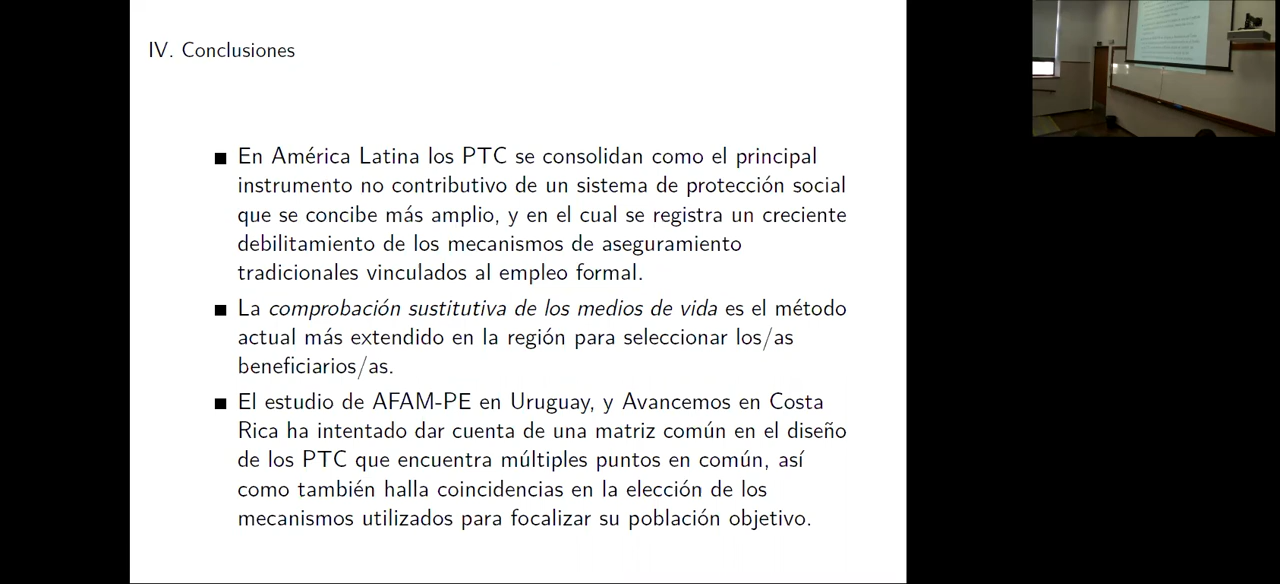 IV. Conclusiones
■ En América Latina los PTC se consolidan como el principal
instrumento no contributivo de un sistema de protección social
que se concibe más amplio, y en el cual se registra un creciente
debilitamiento de los mecanismos de aseguramiento
tradicionales vinculados al empleo formal.
■ La comprobación sustitutiva de los medios de vida es el método
actual más extendido en la región para seleccionar los/as
beneficiarios/as.
■ El estudio de AFAM-PE en Uruguay, y Avancemos en Costa
Rica ha intentado dar cuenta de una matriz común en el diseño
de los PTC que encuentra múltiples puntos en común, así
como también halla coincidencias en la elección de los
mecanismos utilizados para focalizar su población objetivo.